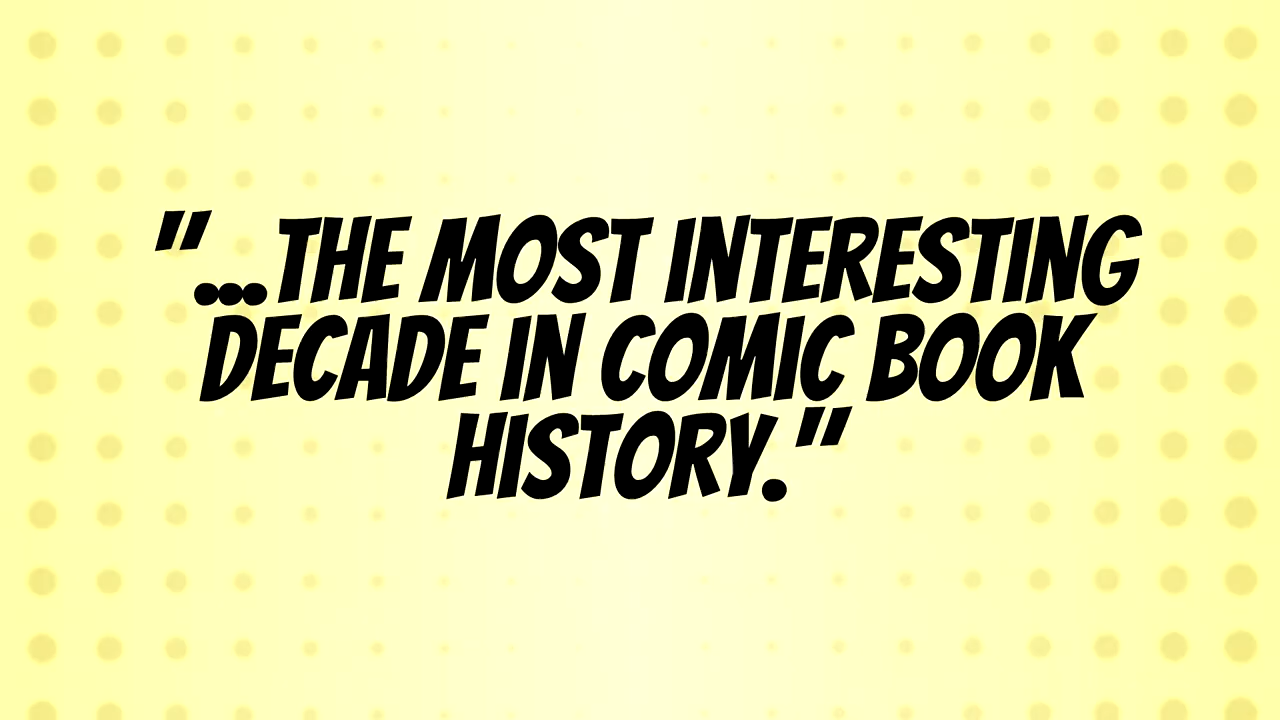 "...THE MOST INTERESTING
DECADE IN COMIC BOOK
HISTORY."